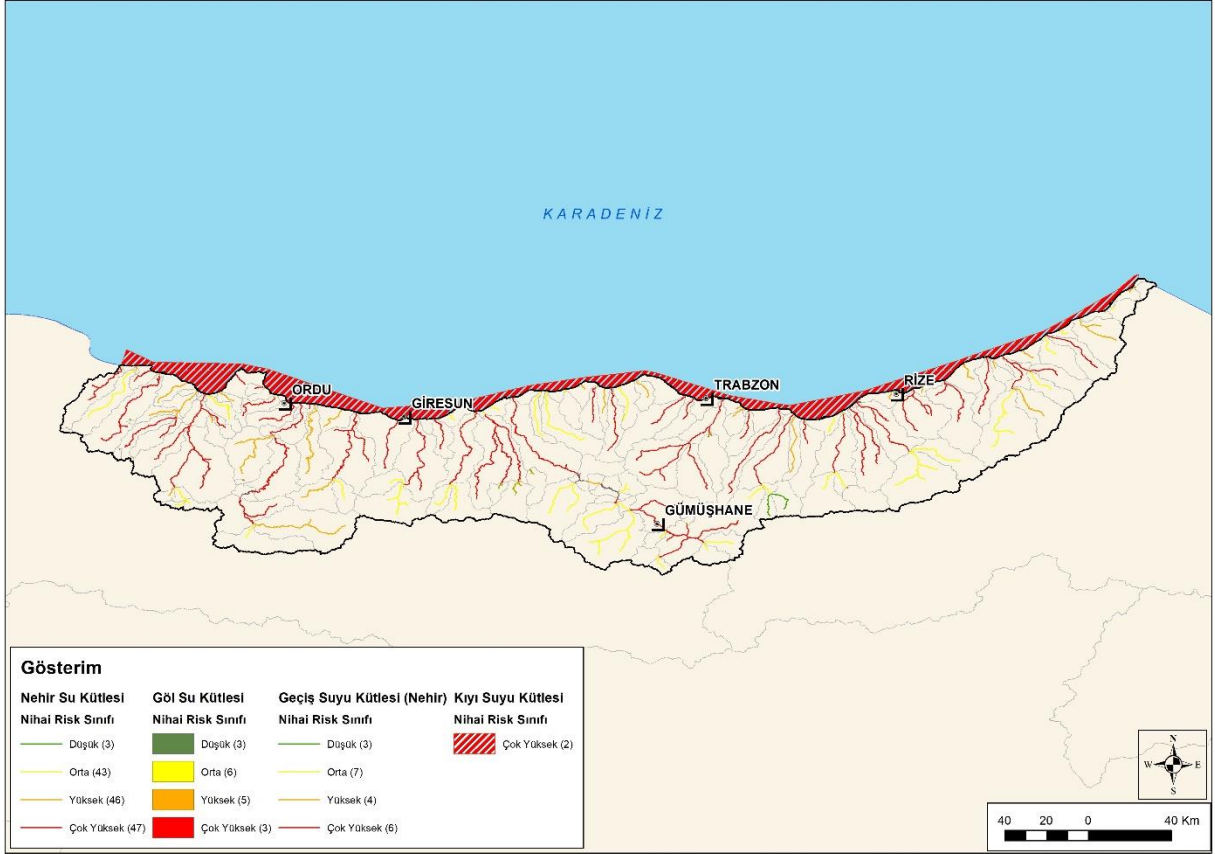 KARADENİZ
ORDU
GİRESUN
TRABZON
RİZE
GÜMÜŞHANE
Gösterim
Nehir Su Kütlesi
Nihai Risk Sınıfı
Düşük (3)
Orta (43)
Yüksek (46)
Çok Yüksek (47)
Göl Su Kütlesi
Nihai Risk Sınıfı
Düşük (3)
Orta (6)
Yüksek (5)
Çok Yüksek (3)
Geçiş Suyu Kütlesi (Nehir)
Nihai Risk Sınıfı
Düşük (3)
Orta (7)
Yüksek (4)
Çok Yüksek (6)
Kıyı Suyu Kütlesi
Nihai Risk Sınıfı
Çok Yüksek (2)
N
W E
S
40 20 0 40 Km